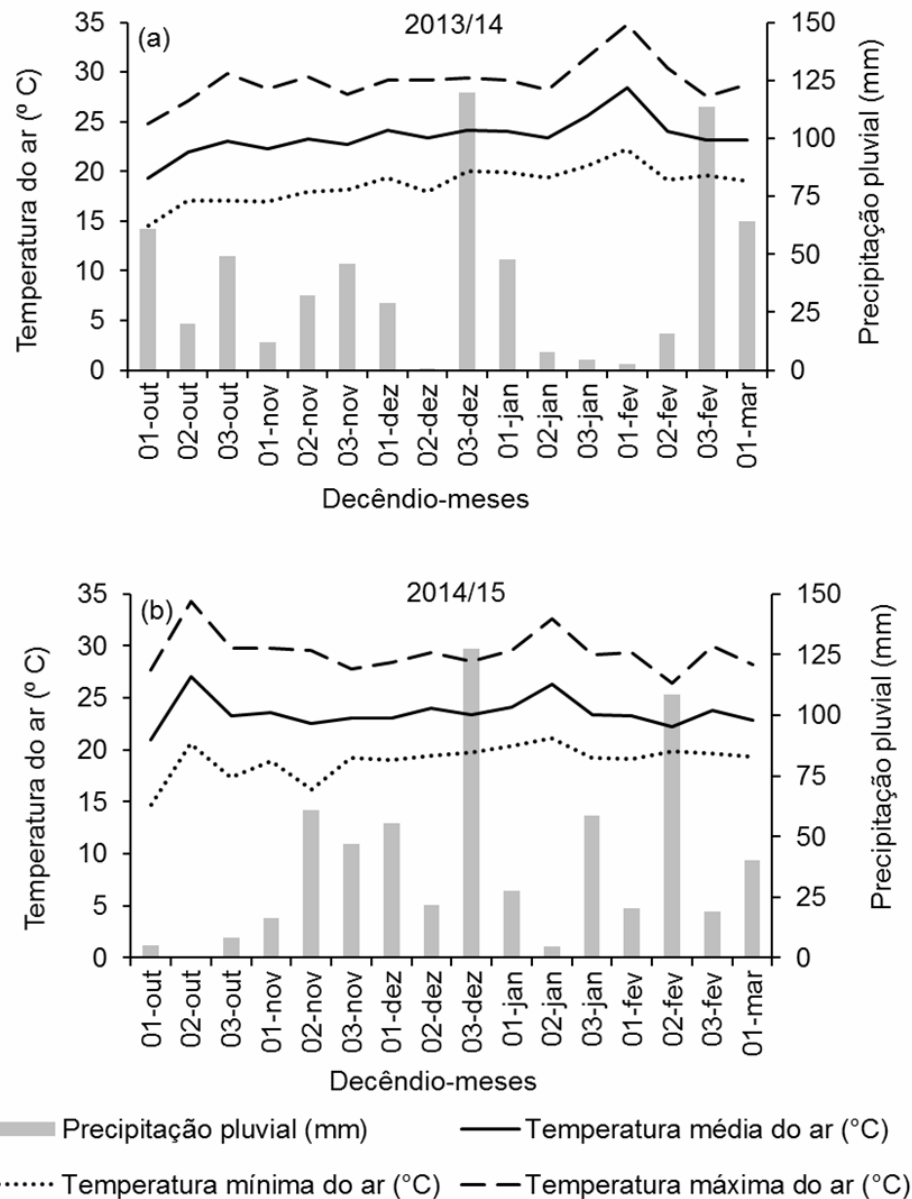 (a)
2013/14
Temperatura do ar (º C)
35
30
25
20
15
10
5
0
150
125
100
75
50
25
0
Precipitação pluvial (mm)
01-out
02-out
03-out
01-nov
02-nov
03-nov
01-dez
02-dez
03-dez
01-jan
02-jan
03-jan
01-fev
02-fev
03-fev
01-mar
Decêndio-meses
(b)
2014/15
Temperatura do ar (º C)
35
30
25
20
15
10
5
0
150
125
100
75
50
25
0
Precipitação pluvial (mm)
01-out
02-out
03-out
01-nov
02-nov
03-nov
01-dez
02-dez
03-dez
01-jan
02-jan
03-jan
01-fev
02-fev
03-fev
01-mar
Decêndio-meses
Precipitação pluvial (mm)
Temperatura média do ar (°C)
Temperatura mínima do ar (°C)
Temperatura máxima do ar (°C)